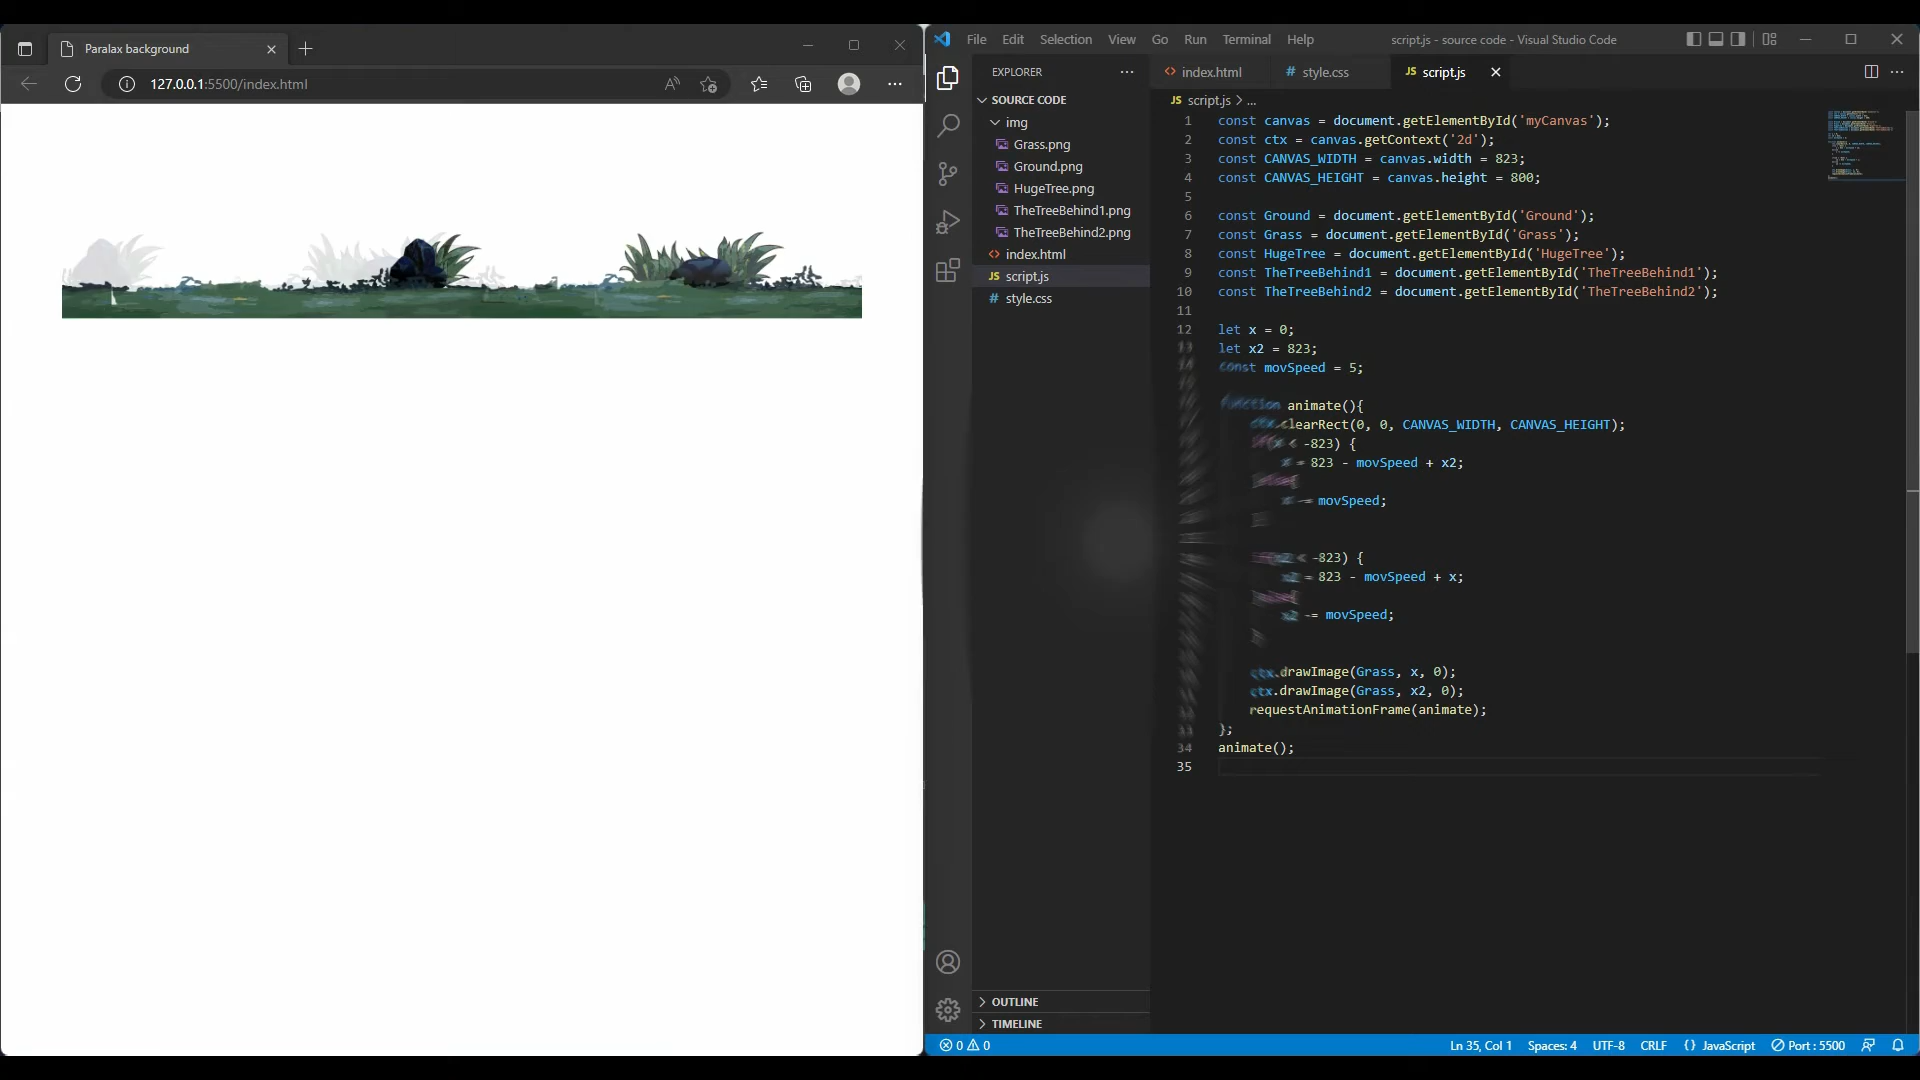 Paralax background
127.0.0.1:5500/index.html
File Edit Selection View Go Run Terminal Help
script.js - source code - Visual Studio Code
EXPLORER
SOURCE CODE
img
Grass.png
Ground.png
HugeTree.png
TheTreeBehind1.png
TheTreeBehind2.png
index.html
JS script.js
# style.css
OUTLINE
TIMELINE
index.html
# style.css
JS script.js
JS script.js > ...
1 const canvas = document.getElementById('myCanvas');
2 const ctx = canvas.getContext('2d');
3 const CANVAS_WIDTH = canvas.width = 823;
4 const CANVAS_HEIGHT = canvas.height = 800;
5
6 const Ground = document.getElementById('Ground');
7 const Grass = document.getElementById('Grass');
8 const HugeTree = document.getElementById('HugeTree');
9 const TheTreeBehind1 = document.getElementById('TheTreeBehind1');
10 const TheTreeBehind2 = document.getElementById('TheTreeBehind2');
11
12 let x = 0;
13 let x2 = 823;
14 const movSpeed = 5;
function animate(){
ctx.clearRect(0, 0, CANVAS_WIDTH, CANVAS_HEIGHT);
if(x < -823) {
x = 823 - movSpeed + x2;
movSpeed;
< -823) {
x2 = 823 - movSpeed + x;
x2 -= movSpeed;
}
ctx.drawImage(Grass, x, 0);
ctx.drawImage(Grass, x2, 0);
requestAnimationFrame(animate);
33 };
34 animate();
35
0 0
Ln 35, Col 1 Spaces: 4 UTF-8 CRLF {} JavaScript Port : 5500